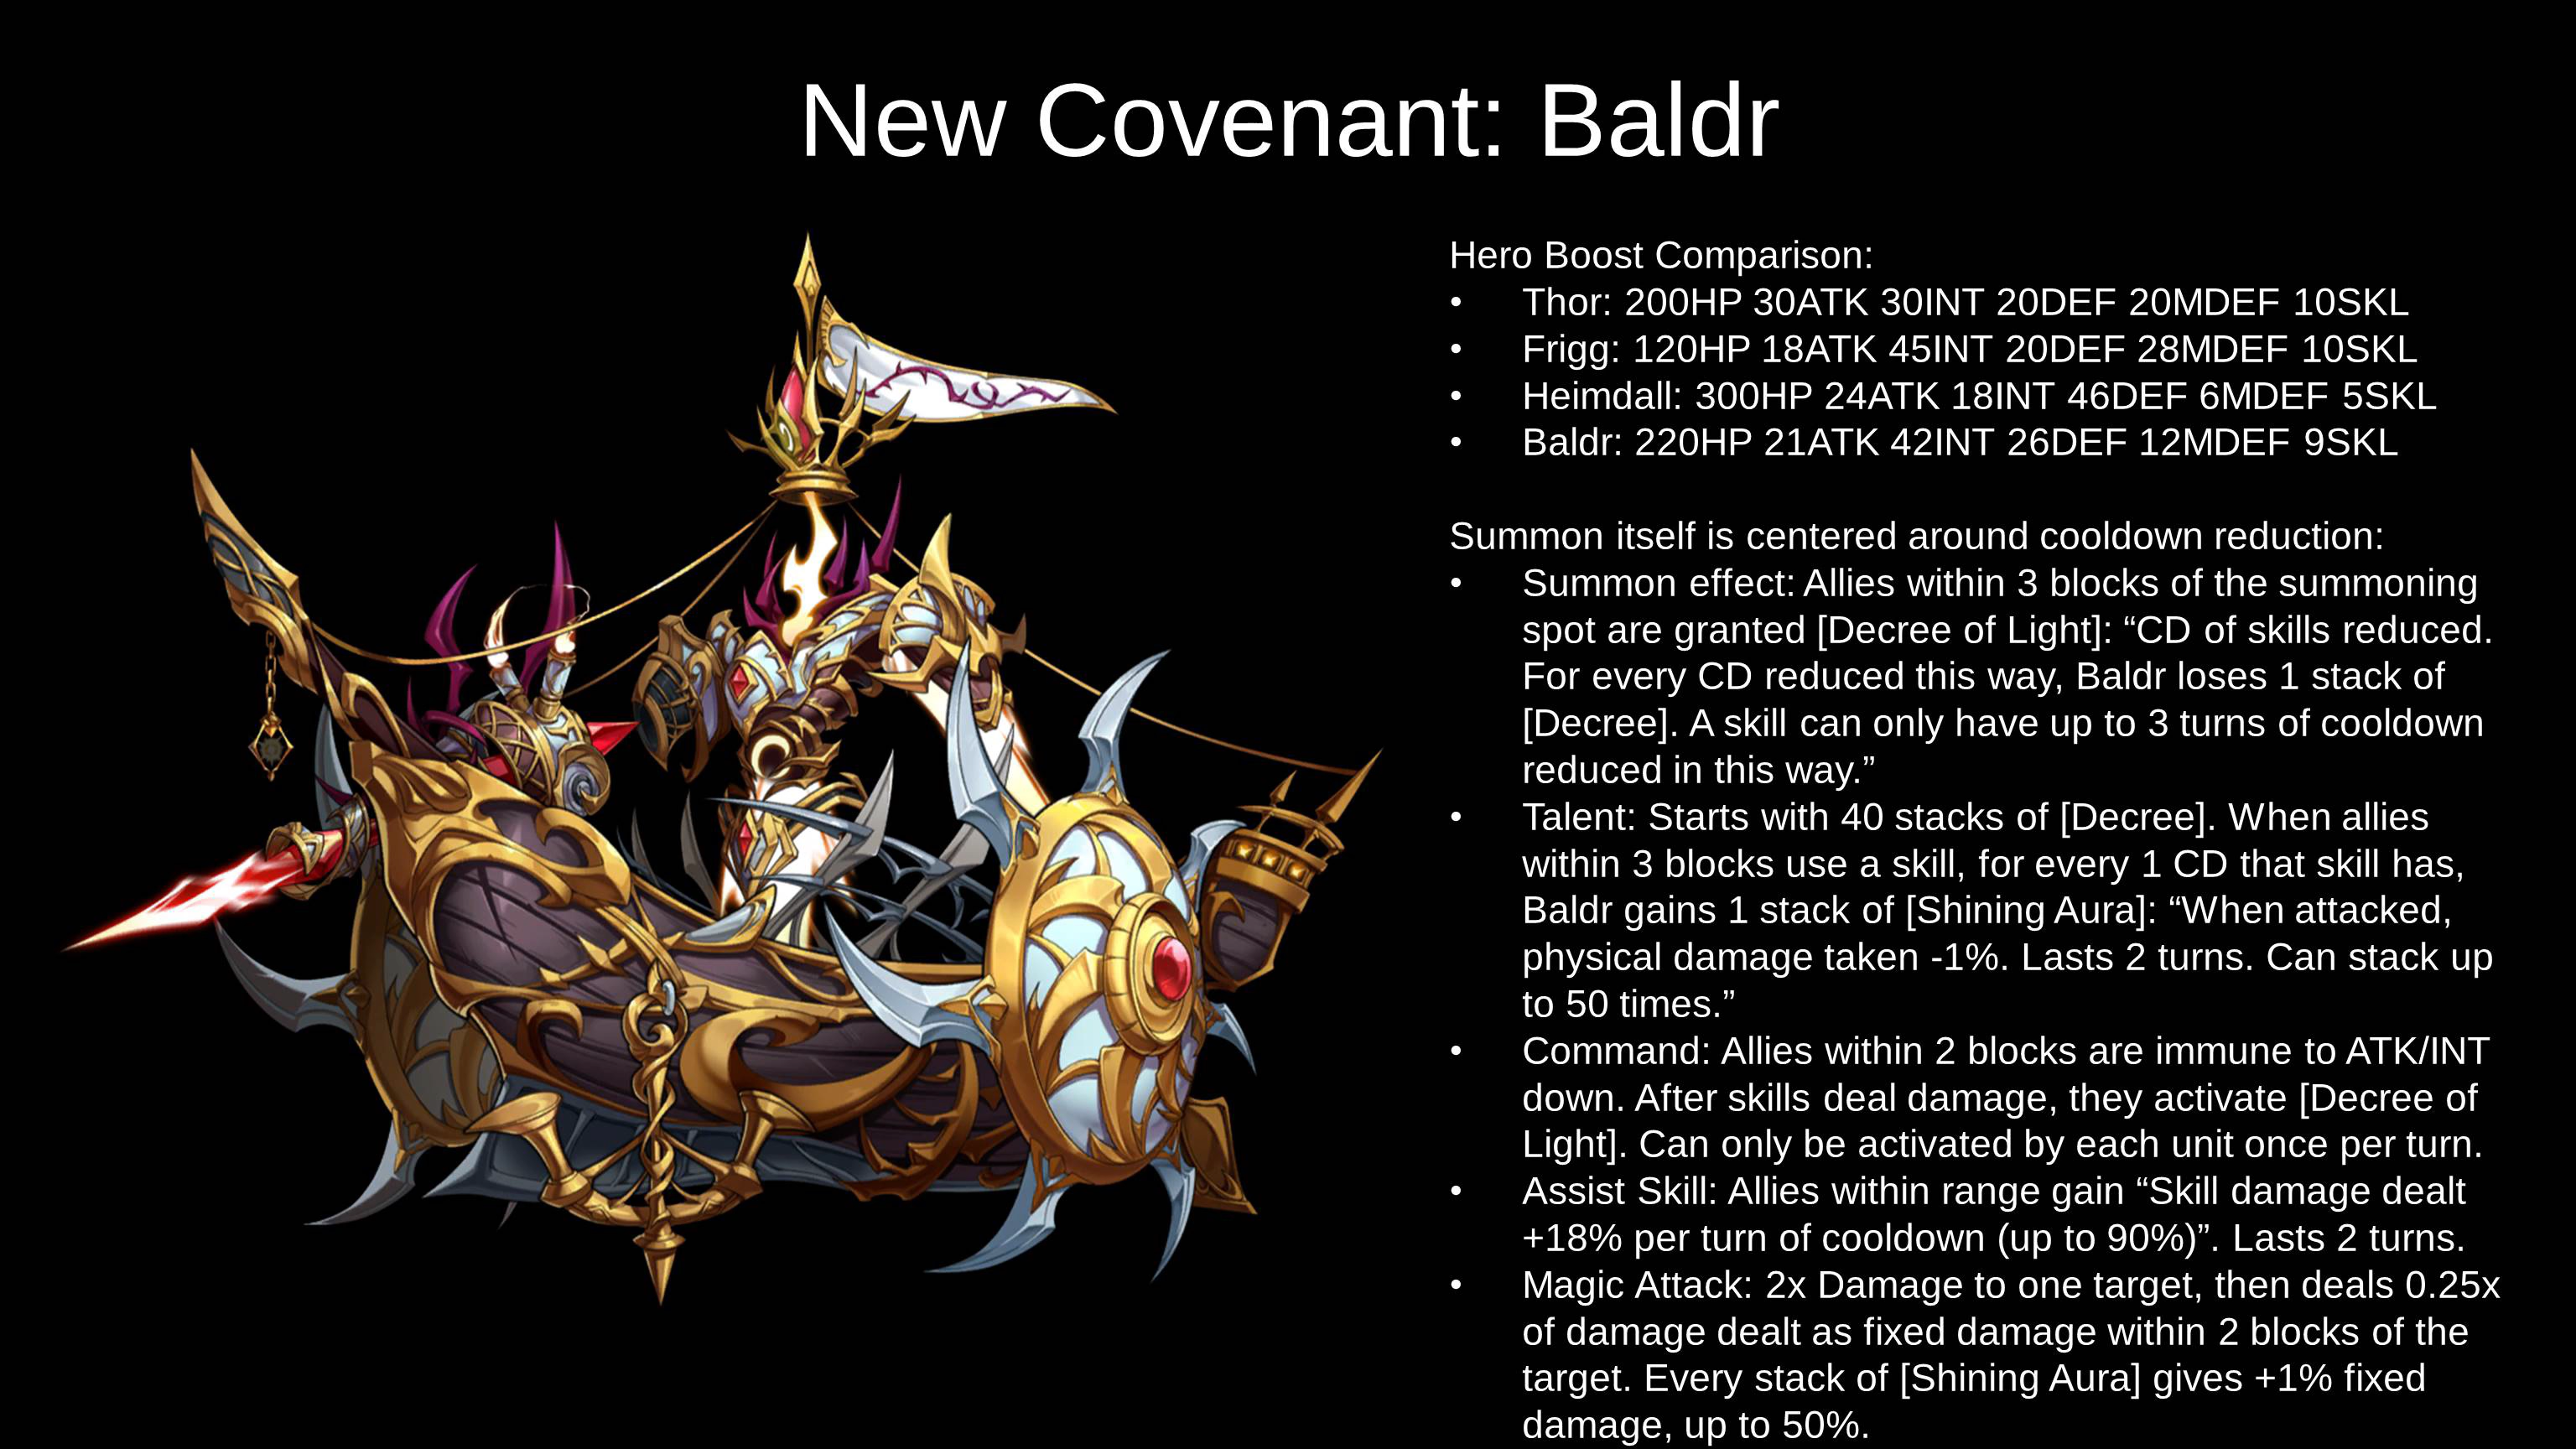 New Covenant: Baldr
Hero Boost Comparison:
• Thor: 200HP 30ATK 30INT 20DEF 20MDEF 10SKL
• Frigg: 120HP 18ATK 45INT 20DEF 28MDEF 10SKL
• Heimdall: 300HP 24ATK 18INT 46DEF 6MDEF 5SKL
• Baldr: 220HP 21ATK 42INT 26DEF 12MDEF 9SKL
Summon itself is centered around cooldown reduction:
• Summon effect: Allies within 3 blocks of the summoning
spot are granted [Decree of Light]: “CD of skills reduced.
For every CD reduced this way, Baldr loses 1 stack of
[Decree]. A skill can only have up to 3 turns of cooldown
reduced in this way.”
• Talent: Starts with 40 stacks of [Decree]. When allies
within 3 blocks use a skill, for every 1 CD that skill has,
Baldr gains 1 stack of [Shining Aura]: “When attacked,
physical damage taken -1%. Lasts 2 turns. Can stack up
to 50 times.”
• Command: Allies within 2 blocks are immune to ATK/INT
down. After skills deal damage, they activate [Decree of
Light]. Can only be activated by each unit once per turn.
• Assist Skill: Allies within range gain “Skill damage dealt
+18% per turn of cooldown (up to 90%)”. Lasts 2 turns.
• Magic Attack: 2x Damage to one target, then deals 0.25x
of damage dealt as fixed damage within 2 blocks of the
target. Every stack of [Shining Aura] gives +1% fixed
damage, up to 50%.